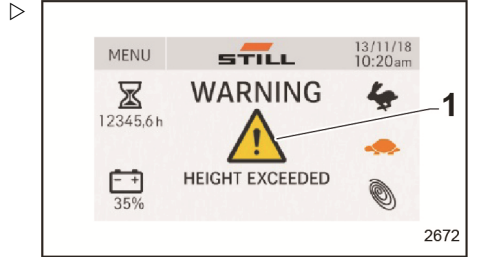 MENU STILL 13/11/18
10:20am
WARNING
12345,6 h
1
HEIGHT EXCEEDED
- +
35%
2672